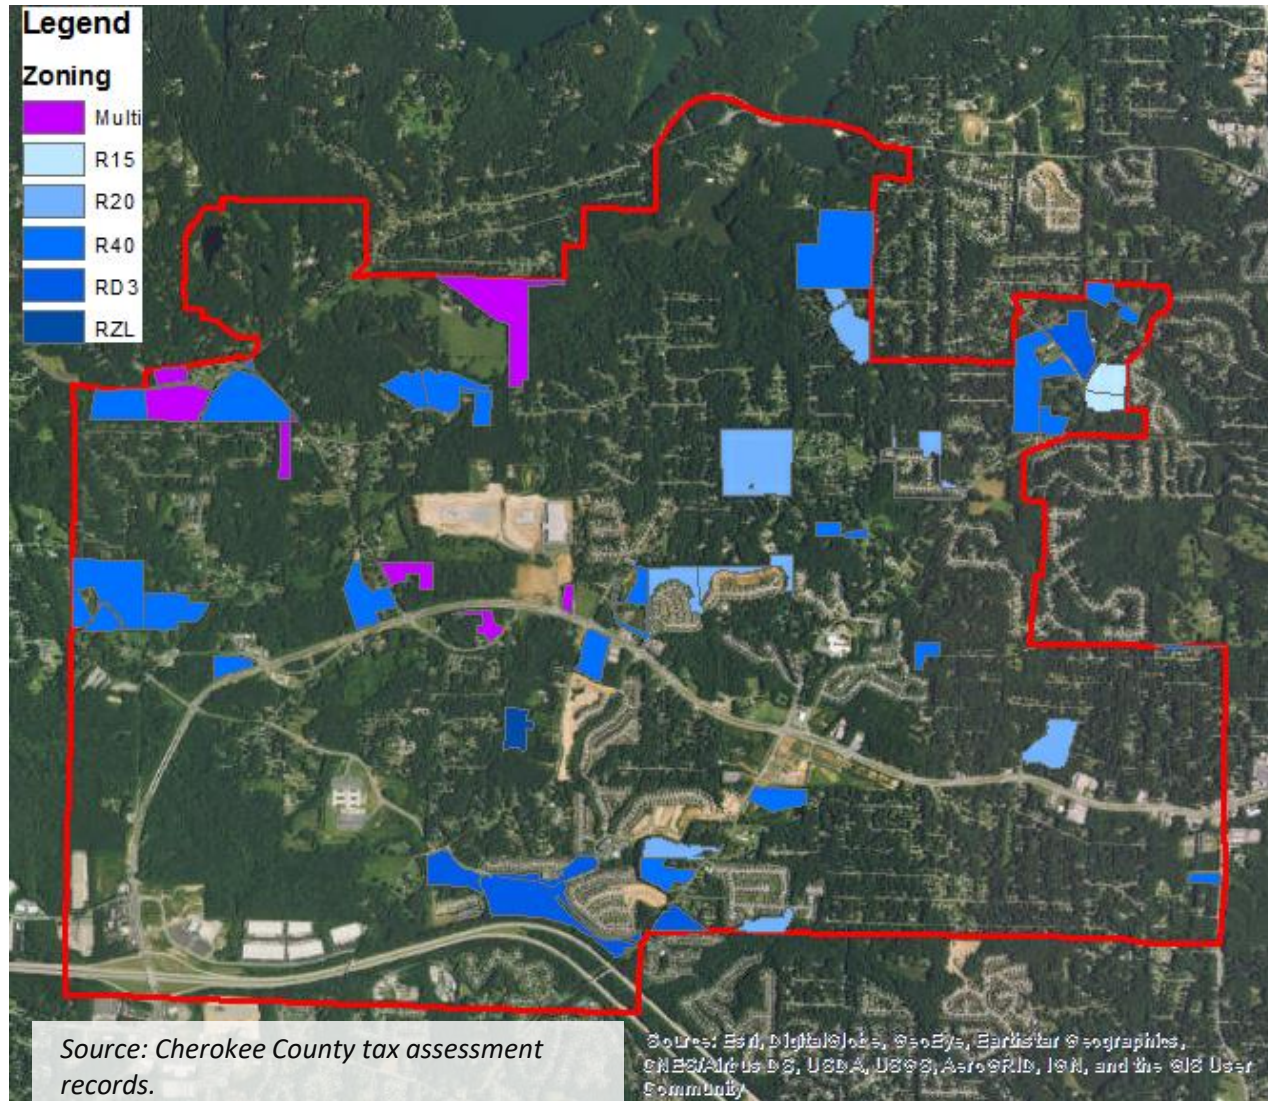 Legend
Zoning
Multi
R15
R20
R40
RD3
RZL
Source: Cherokee County tax assessment
records.
Source: Esri, DigitalGlobe, GeoEye, Earthstar Geographics,
CNES/Airbus DS, USDA, USGS, AeroGRID, IGN, and the GIS User
Community